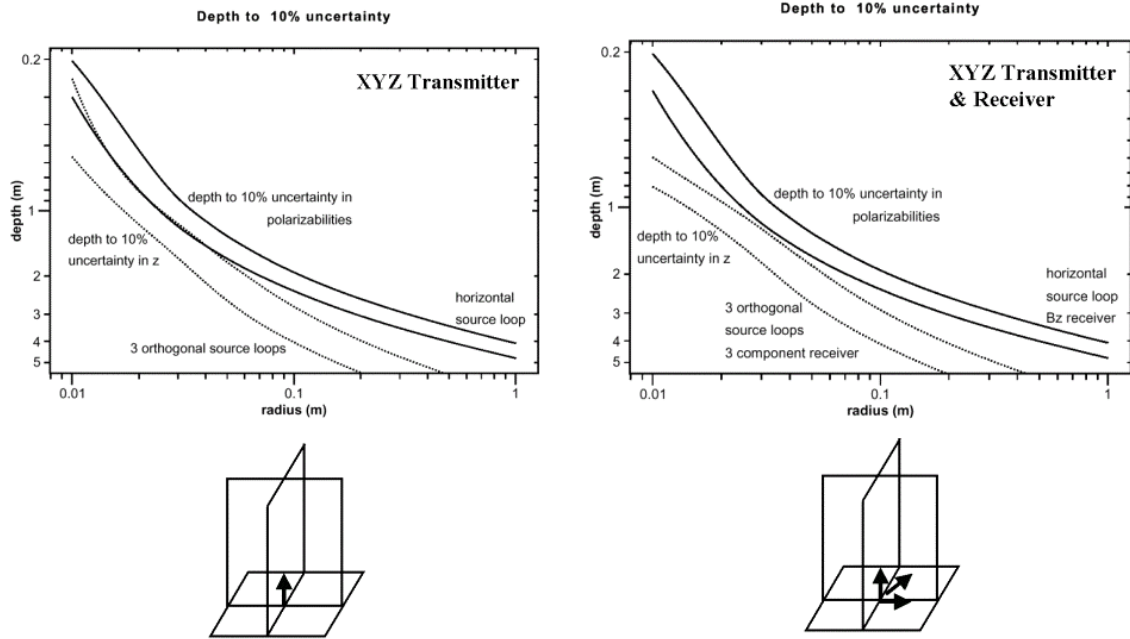 Depth to 10% uncertainty
XYZ Transmitter
0.2
1
2
3
4
5
depth (m)
depth to 10% uncertainty in
polarizabilities
depth to 10%
uncertainty in z
horizontal
source loop
3 orthogonal source loops
0.01
0.1
1
radius (m)
Depth to 10% uncertainty
XYZ Transmitter
& Receiver
0.2
1
2
3
4
5
depth (m)
depth to 10% uncertainty in
polarizabilities
depth to 10%
uncertainty in z
horizontal
source loop
Bz receiver
3 orthogonal
source loops
3 component receiver
0.01
0.1
1
radius (m)